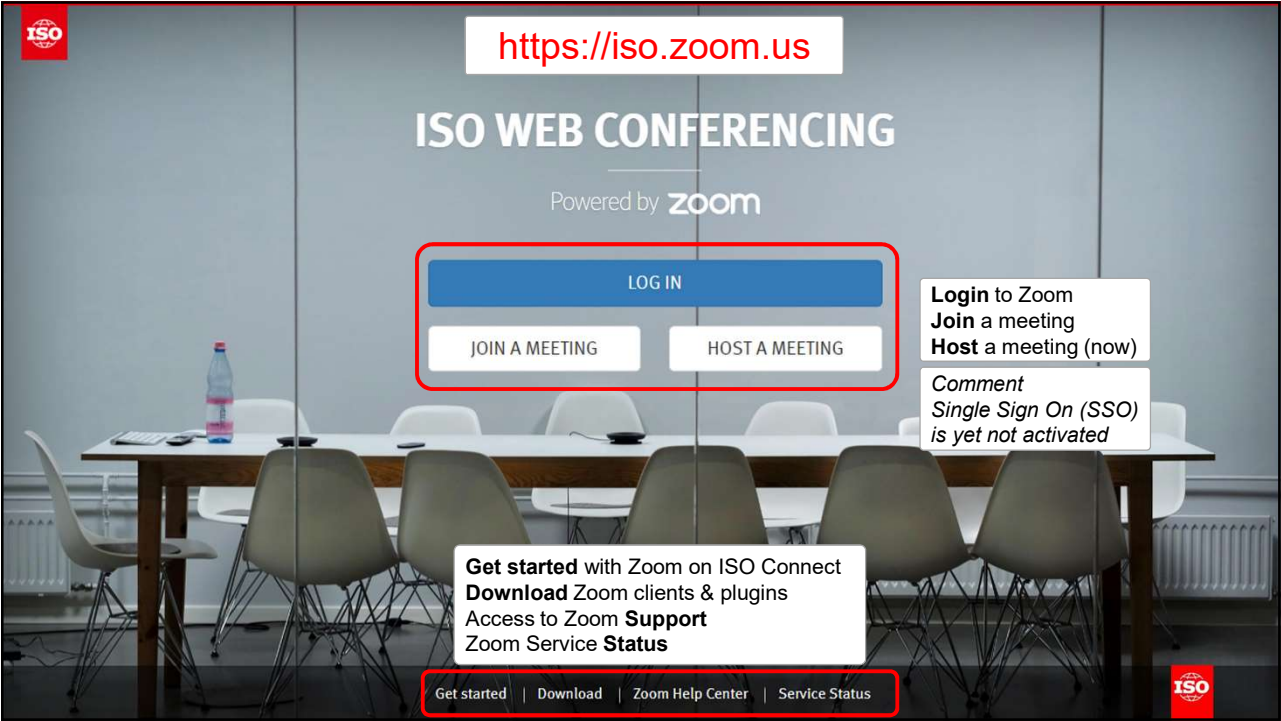 ISO
https://iso.zoom.us
ISO WEB CONFERENCING
Powered by zoom
LOG IN
JOIN A MEETING
HOST A MEETING
Login to Zoom
Join a meeting
Host a meeting (now)
Comment
Single Sign On (SSO)
is yet not activated
Get started with Zoom on ISO Connect
Download Zoom clients & plugins
Access to Zoom Support
Zoom Service Status
Get started | Download | Zoom Help Center | Service Status
ISO